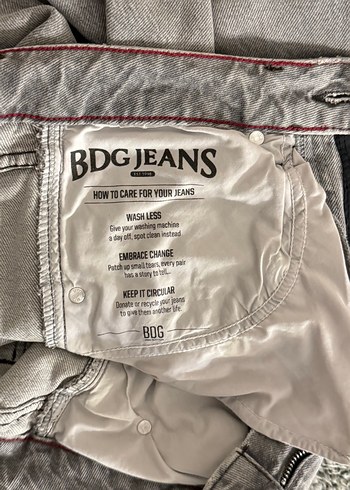 BDG JEANS
HOW TO CARE FOR YOUR JEANS
WASH LESS
Give your washing machine
a day off, spot clean instead.
EMBRACE CHANGE
Patch up small tears, every pair
has a story to tell...
KEEP IT CIRCULAR
Donate or recycle your jeans
to give them another life.
BDG